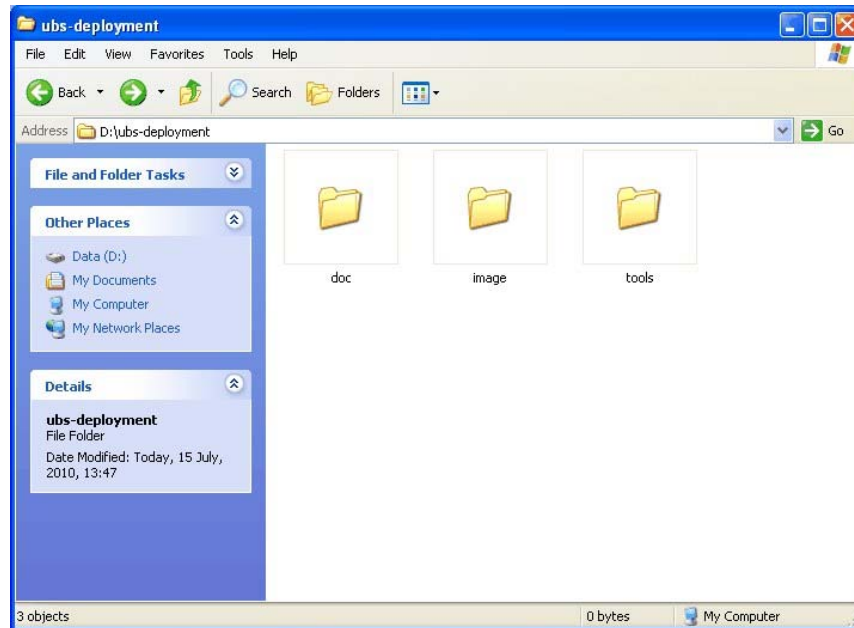 ubs-deployment
File Edit View Favorites Tools Help
Back Search Folders
Address D:\ubs-deployment Go
File and Folder Tasks
Other Places
Data (D:)
My Documents
My Computer
My Network Places
Details
ubs-deployment
File Folder
Date Modified: Today, 15 July,
2010, 13:47
doc image tools
3 objects 0 bytes My Computer